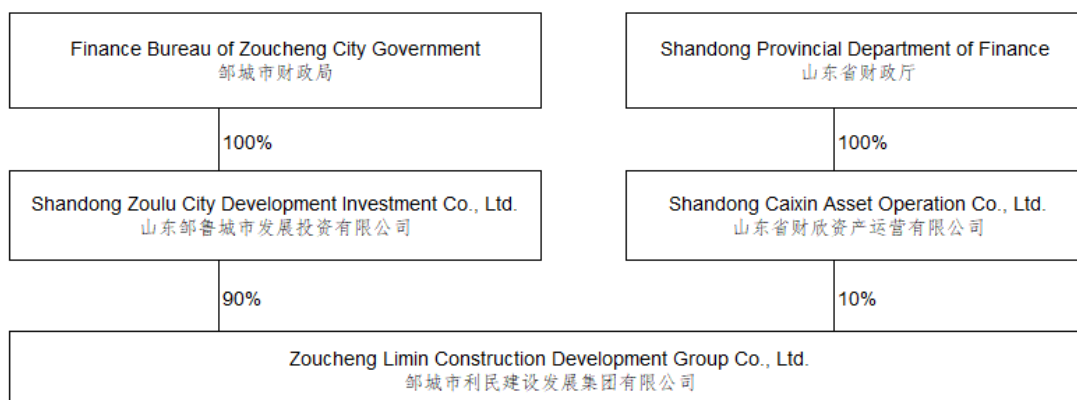 Finance Bureau of Zoucheng City Government
邹城市财政局
Shandong Provincial Department of Finance
山东省财政厅
100%
100%
Shandong Zoulu City Development Investment Co., Ltd.
山东邹鲁城市发展投资有限公司
Shandong Caixin Asset Operation Co., Ltd.
山东省财欣资产运营有限公司
90%
10%
Zoucheng Limin Construction Development Group Co., Ltd.
邹城市利民建设发展集团有限公司